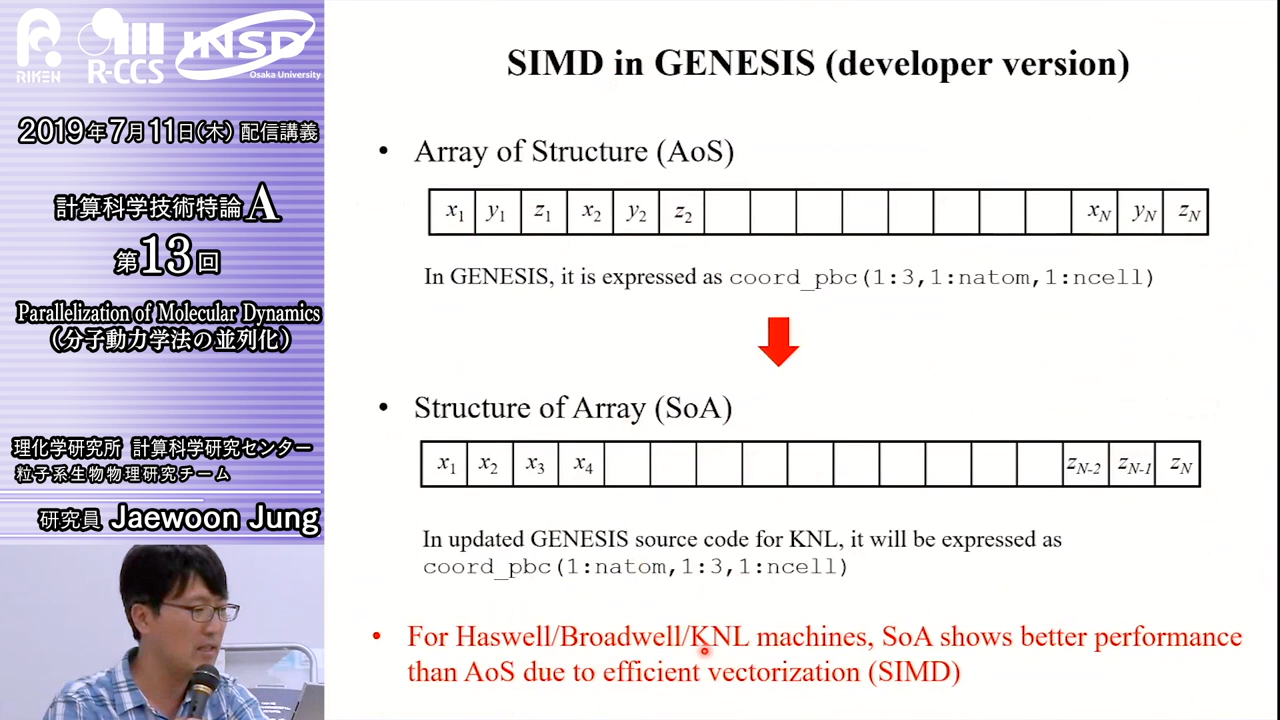 RIKEN
R-CCS
INSD
Osaka University
2019年7月11日(木) 配信講義
計算科学技術特論A
第13回
Parallelization of Molecular Dynamics
(分子動力学法の並列化)
理化学研究所 計算科学研究センター
粒子系生物物理研究チーム
研究員 Jaewoon Jung
SIMD in GENESIS (developer version)
• Array of Structure (AoS)
x1 y1 z1 x2 y2 z2 xN yN zN
In GENESIS, it is expressed as coord_pbc(1:3,1:natom,1:ncell)
• Structure of Array (SoA)
x1 x2 x3 x4 zN-2 zN-1 zN
In updated GENESIS source code for KNL, it will be expressed as
coord_pbc(1:natom,1:3,1:ncell)
• For Haswell/Broadwell/KNL machines, SoA shows better performance
than AoS due to efficient vectorization (SIMD)